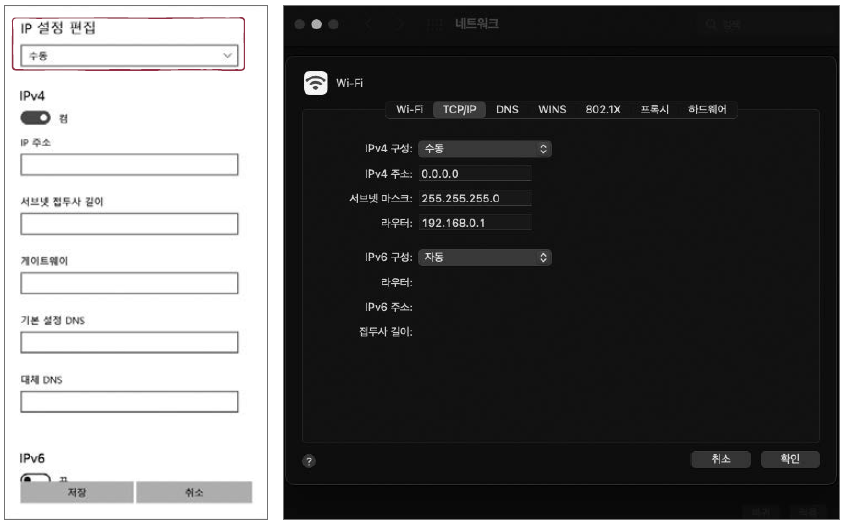 IP 설정 편집
수동
IPv4
켬
IP 주소
서브넷 접두사 길이
게이트웨이
기본 설정 DNS
대체 DNS
IPv6
저장
취소
네트워크
검색
Wi-Fi
Wi-Fi TCP/IP DNS WINS 802.1X 프록시 하드웨어
IPv4 구성: 수동
IPv4 주소: 0.0.0.0
서브넷 마스크: 255.255.255.0
라우터: 192.168.0.1
IPv6 구성: 자동
라우터:
IPv6 주소:
접두사 길이:
?
취소
확인